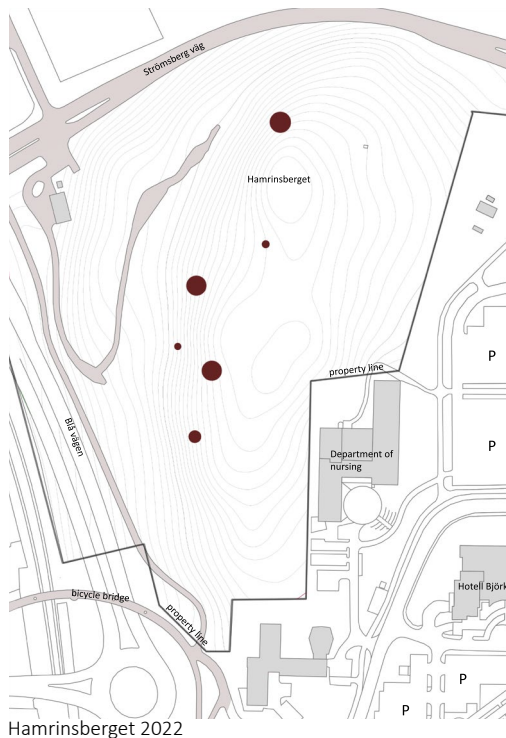 Strömsberg väg
Hamrinsberget
P
property line
Blå vägen
P
Department of
nursing
Hotell Björk
bicycle bridge
property line
P
P
Hamrinsberget 2022